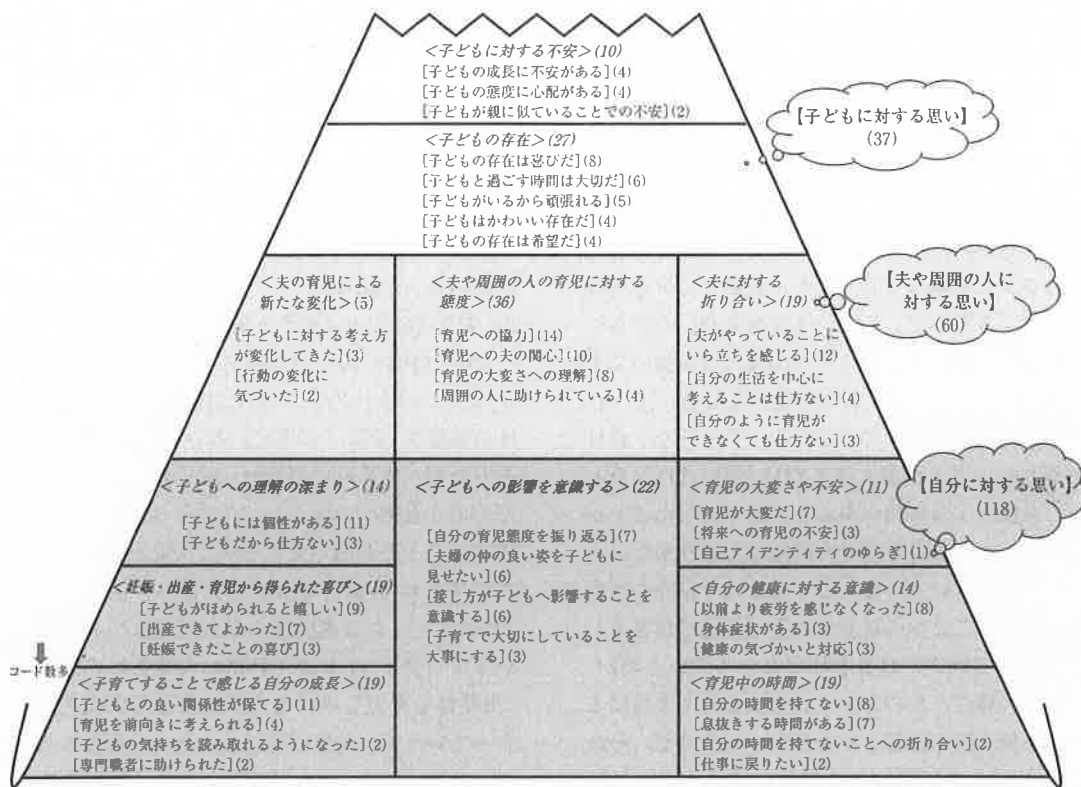 <子どもに対する不安>(10)
[子どもの成長に不安がある](4)
[子どもの態度に心配がある](4)
[子どもが親に似ていることでの不安](2)
<子どもの存在>(27)
[子どもの存在は喜びだ](8)
[子どもと過ごす時間は大切だ](6)
[子どもがいるから頑張れる](5)
[子どもはかわいい存在だ](4)
[子どもの存在は希望だ](4)
【子どもに対する思い】
(37)
<夫の育児による
新たな変化>(5)
[子どもに対する考え方
が変化してきた](3)
[行動の変化に
気づいた](2)
<夫や周囲の人の育児に対する
態度>(36)
[育児への協力](14)
[育児への夫の関心](10)
[育児の大変さへの理解](8)
[周囲の人に助けられている](4)
<夫に対する
折り合い>(19)
[夫がやっていることに
いら立ちを感じる](12)
[自分の生活を中心に
考えることは仕方ない](4)
[自分のように育児が
できなくても仕方ない](3)
【夫や周囲の人に
対する思い】
(60)
<子どもへの理解の深まり>(14)
[子どもには個性がある](11)
[子どもだから仕方ない](3)
<妊娠・出産・育児から得られた喜び>(19)
[子どもがほめられると嬉しい](9)
[出産できてよかった](7)
[妊娠できたことの喜び](3)
<子育てすることで感じる自分の成長>(19)
[子どもとの良い関係性が保てる](11)
[育児を前向きに考えられる](4)
[子どもの気持ちを読み取れるようになった](2)
[専門職者に助けられた](2)
<子どもへの影響を意識する>(22)
[自分の育児態度を振り返る](7)
[夫婦の仲の良い姿を子どもに
見せたい](6)
[接し方が子どもへ影響することを
意識する](6)
[子育てで大切にしていることを
大事にする](3)
<育児の大変さや不安>(11)
[育児が大変だ](7)
[将来への育児の不安](3)
[自己アイデンティティのゆらぎ](1)
<自分の健康に対する意識>(14)
[以前より疲労を感じなくなった](8)
[身体症状がある](3)
[健康の気づかいと対応](3)
<育児中の時間>(19)
[自分の時間を持てない](8)
[息抜きする時間がある](7)
[自分の時間を持てないことへの折り合い](2)
[仕事に戻りたい](2)
【自分に対する思い】
(118)
コード数多